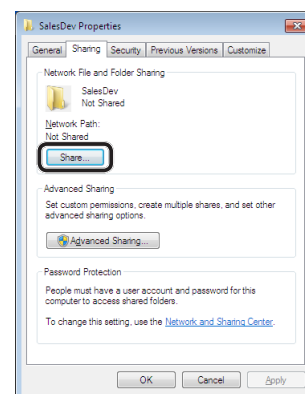 SalesDev Properties
General Sharing Security Previous Versions Customize
Network File and Folder Sharing
SalesDev
Not Shared
Network Path:
Not Shared
Share...
Advanced Sharing
Set custom permissions, create multiple shares, and set other
advanced sharing options.
Advanced Sharing...
Password Protection
People must have a user account and password for this
computer to access shared folders.
To change this setting, use the Network and Sharing Center.
OK Cancel Apply